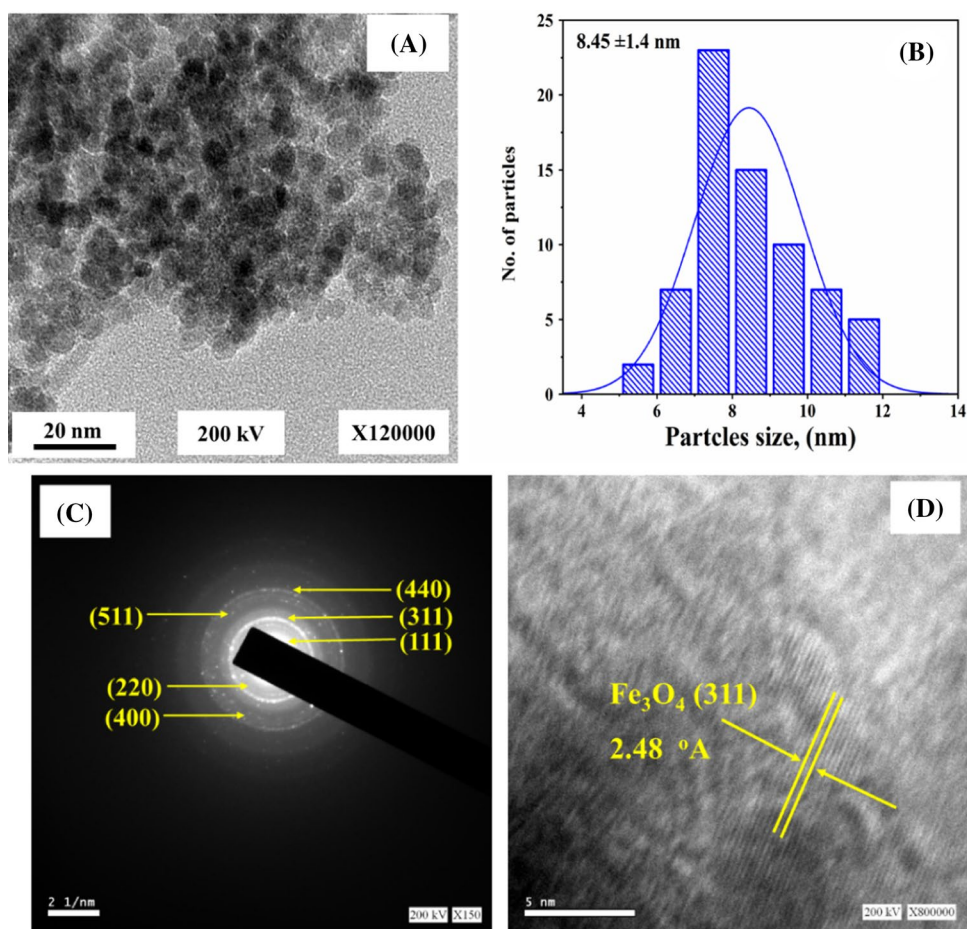 (A)
20 nm
200 kV
X120000
8.45 ±1.4 nm
(B)
No. of particles
25
20
15
10
5
0
4 6 8 10 12 14
Partcles size, (nm)
(C)
(440)
(511)
(311)
(111)
(220)
(400)
2 1/nm
200 kV X150
(D)
Fe₃O₄ (311)
2.48 ᵒA
5 nm
200 kV X800000